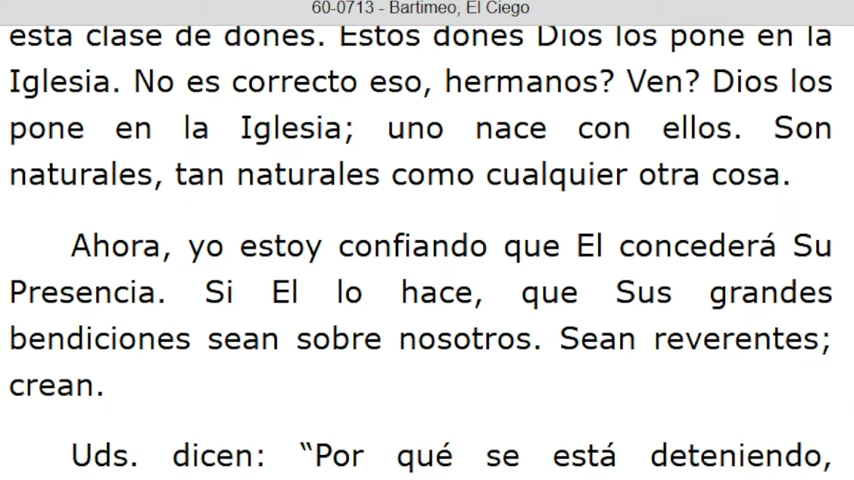 60-0713 - Bartimeo, El Ciego
esta clase de dones. Estos dones Dios los pone en la
Iglesia. No es correcto eso, hermanos? Ven? Dios los
pone en la Iglesia; uno nace con ellos. Son
naturales, tan naturales como cualquier otra cosa.
Ahora, yo estoy confiando que El concederá Su
Presencia. Si El lo hace, que Sus grandes
bendiciones sean sobre nosotros. Sean reverentes;
crean.
Uds. dicen: “Por qué se está deteniendo,